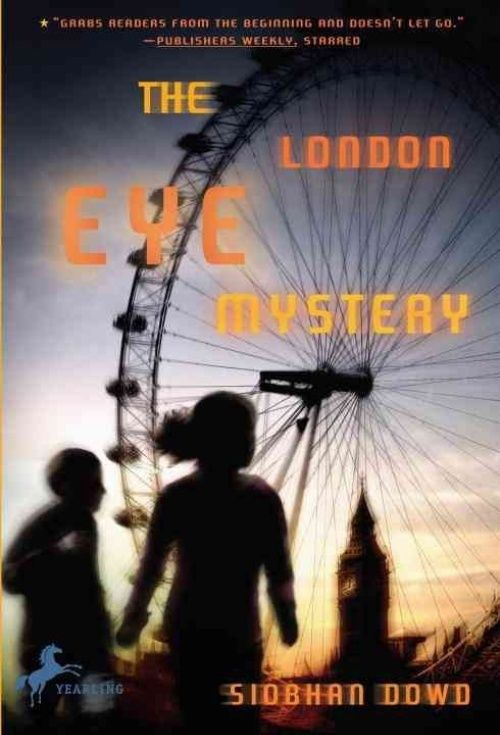 ★ "GRABS READERS FROM THE BEGINNING AND DOESN'T LET GO."
—PUBLISHERS WEEKLY, STARRED
THE
LONDON
EYE
MYSTERY
YEARLING
SIOBHAN DOWD